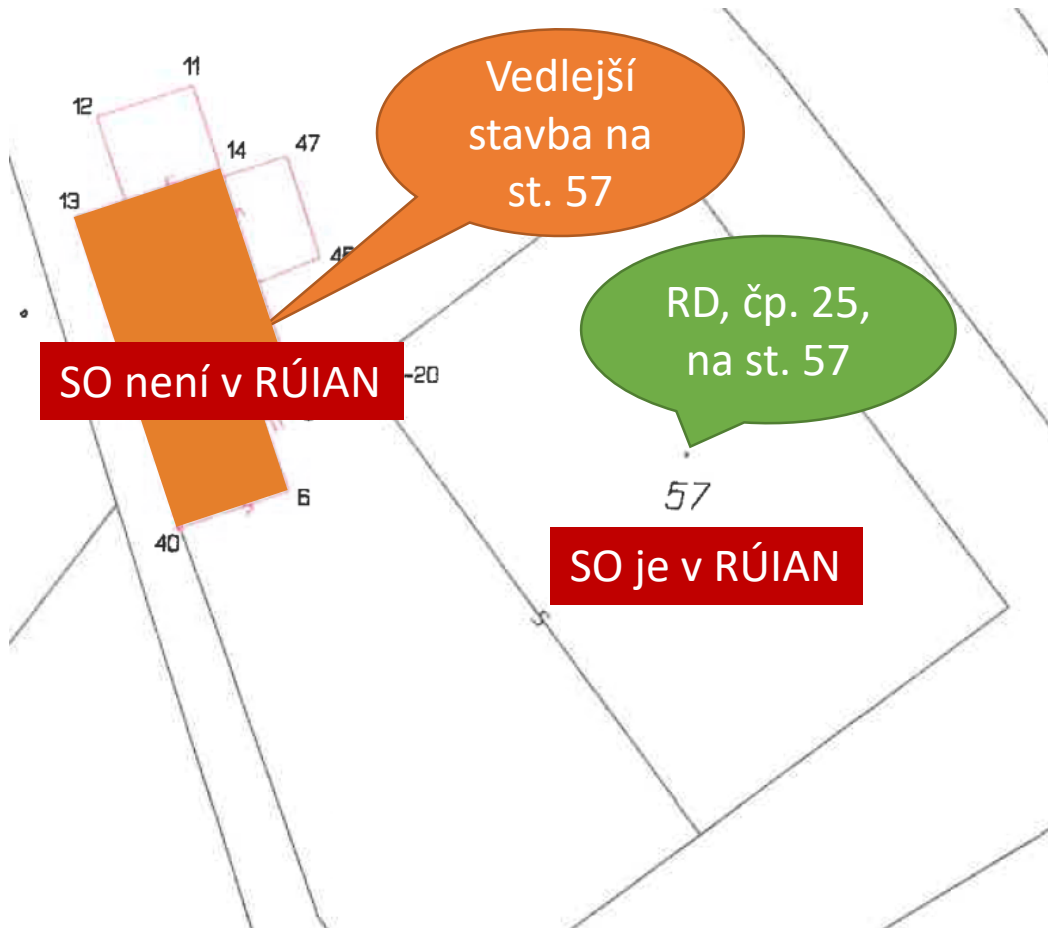 11
12
14
47
13
Vedlejší
stavba na
st. 57
RD, čp. 25,
na st. 57
SO není v RÚIAN
-20
6
57
40
SO je v RÚIAN